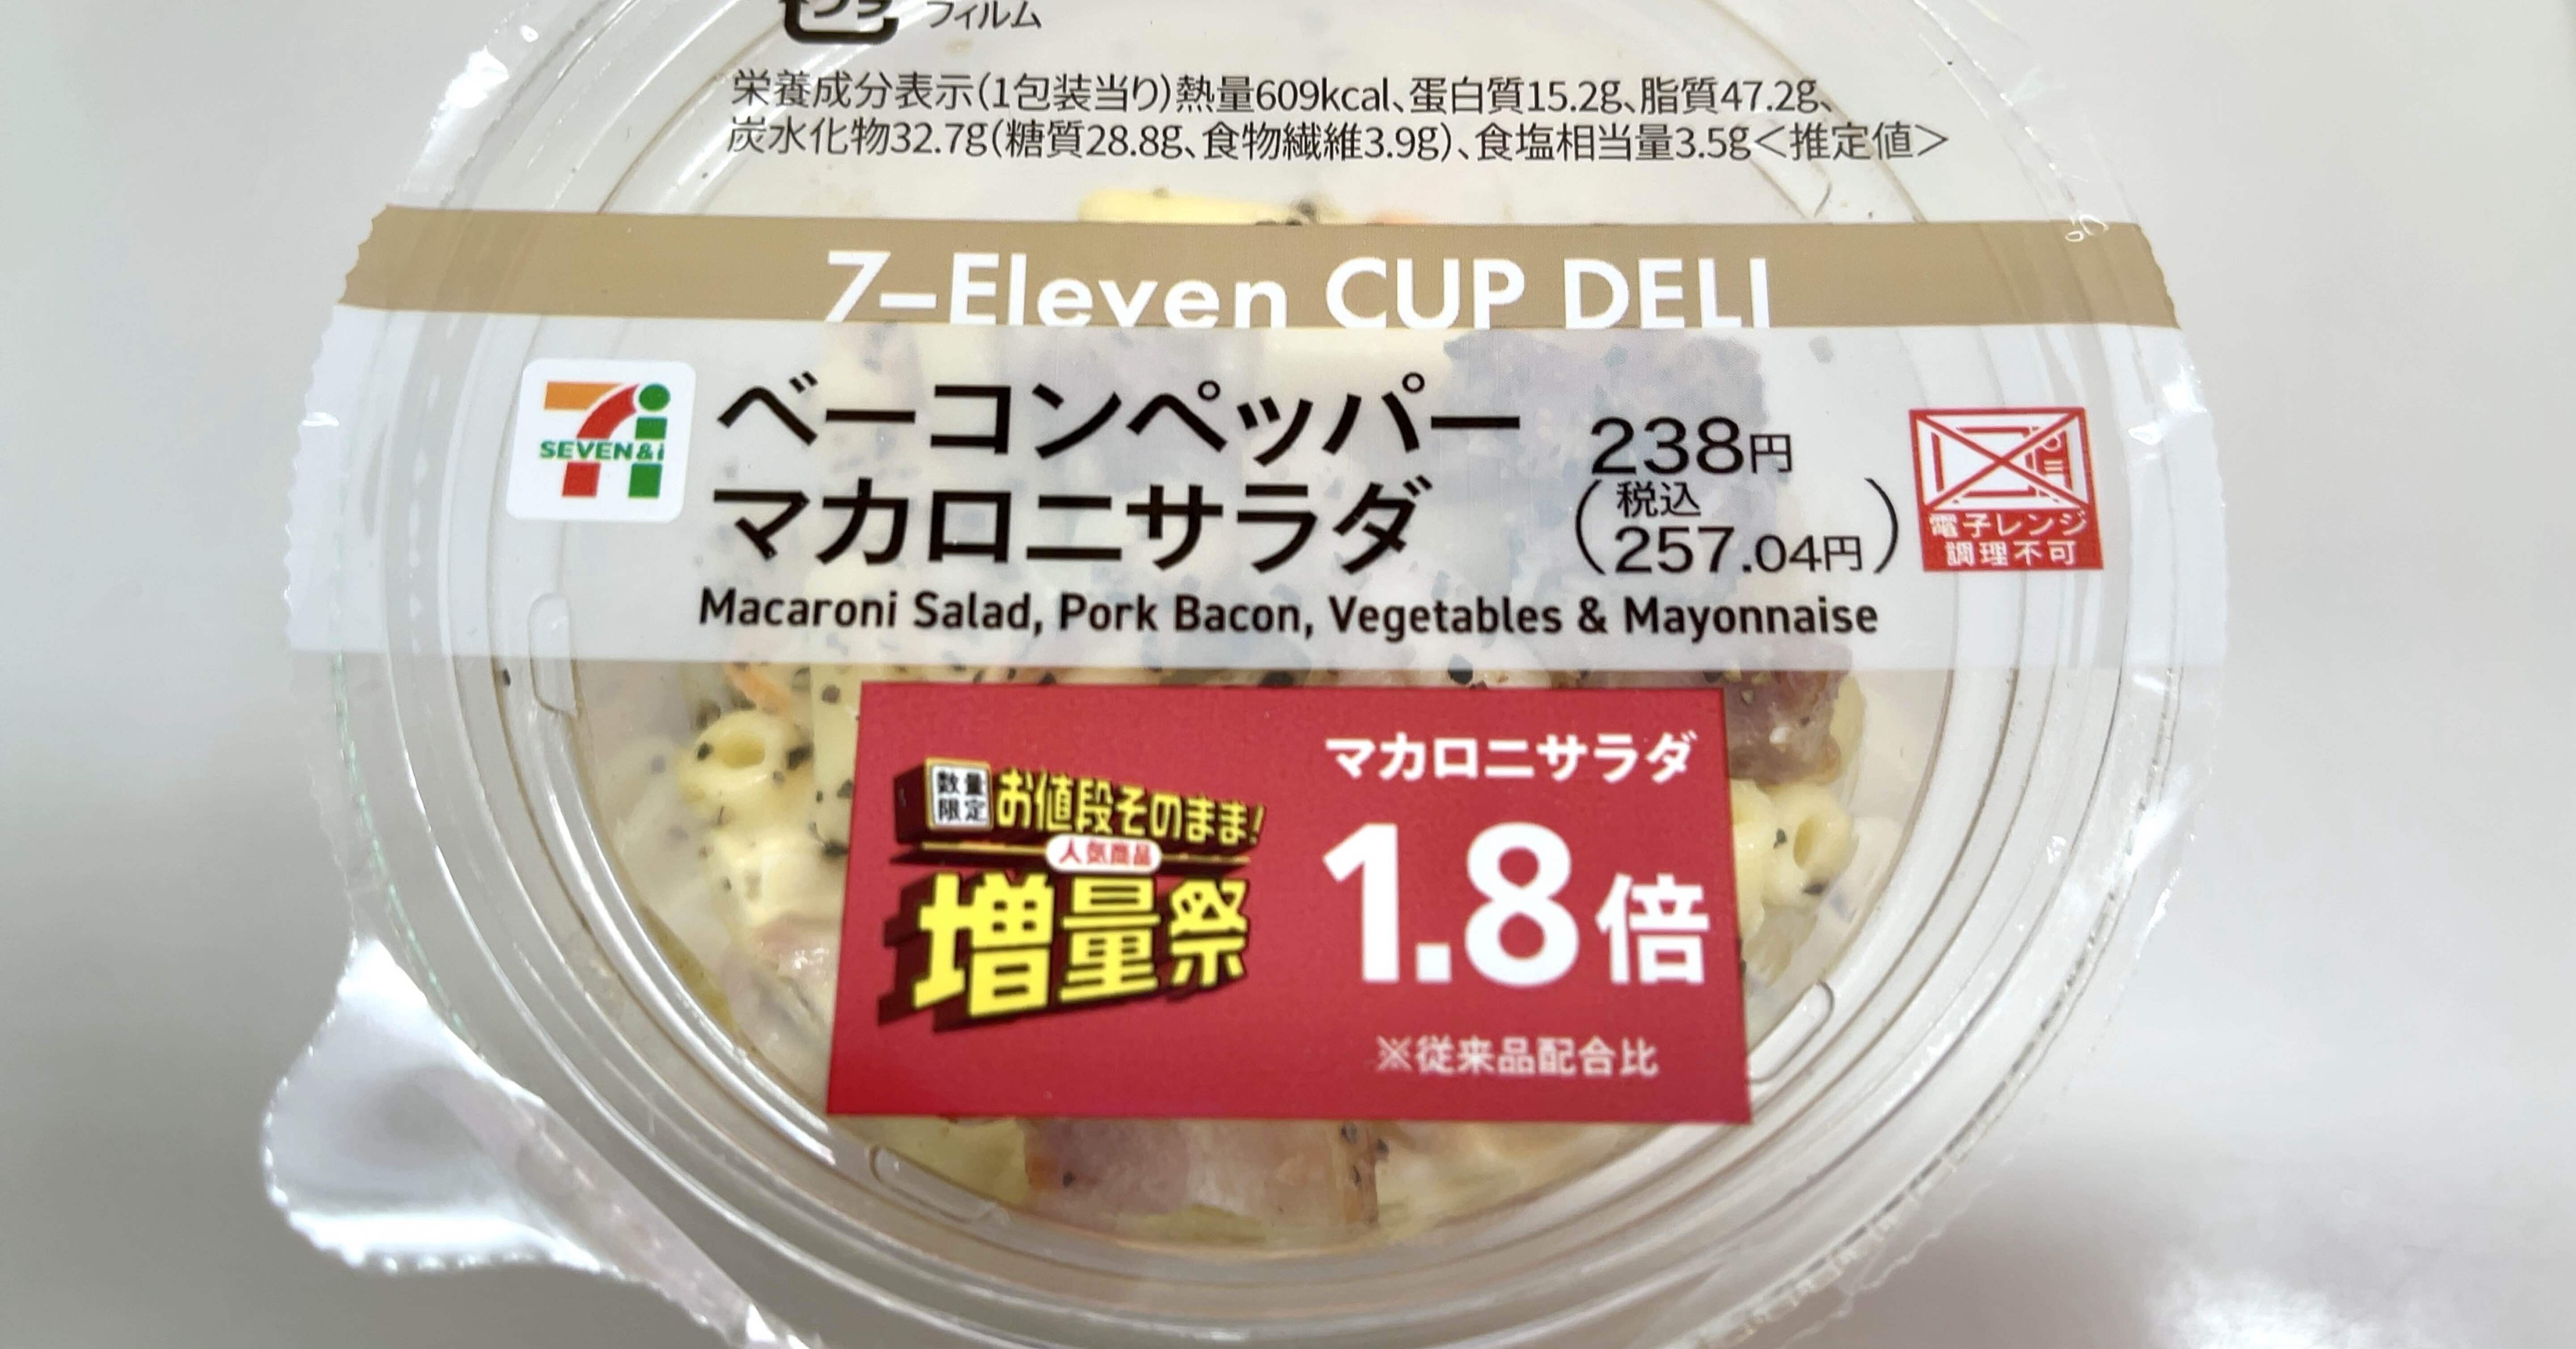 プラ
フィルム
栄養成分表示(1包装当り)熱量609kcal、蛋白質15.2g、脂質47.2g、
炭水化物32.7g(糖質28.8g、食物繊維3.9g)、食塩相当量3.5g<推定値>
7-Eleven CUP DELI
SEVEN&i
ベーコンペッパー
マカロニサラダ
238円
(税込
257.04円)
電子レンジ
調理不可
Macaroni Salad, Pork Bacon, Vegetables & Mayonnaise
数量
限定
お値段そのまま!
人気商品
増量祭
マカロニサラダ
1.8倍
※従来品配合比